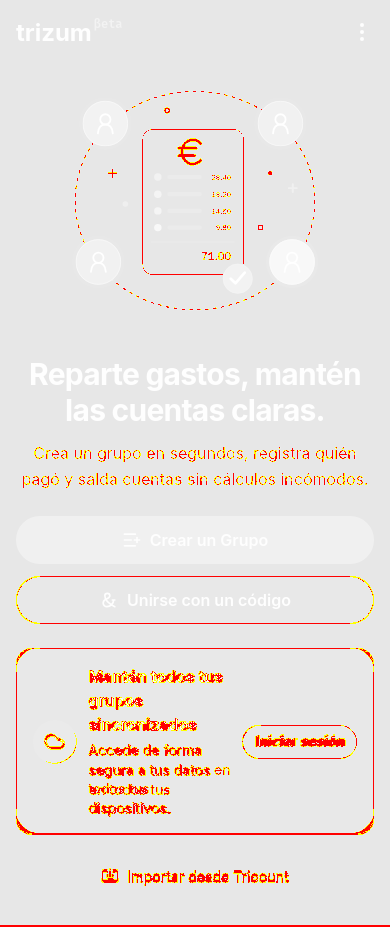 trizum βeta
€
71.00
Reparte gastos, mantén
las cuentas claras.
Crea un grupo en segundos, registra quién
pagó y salda cuentas sin cálculos incómodos.
Crear un Grupo
& Unirse con un código
Mantén todos tus
grupos
sincronizados
Accede de forma
segura a tus datos en
tus
dispositivos.
Iniciar sesión
Importar desde Tricount